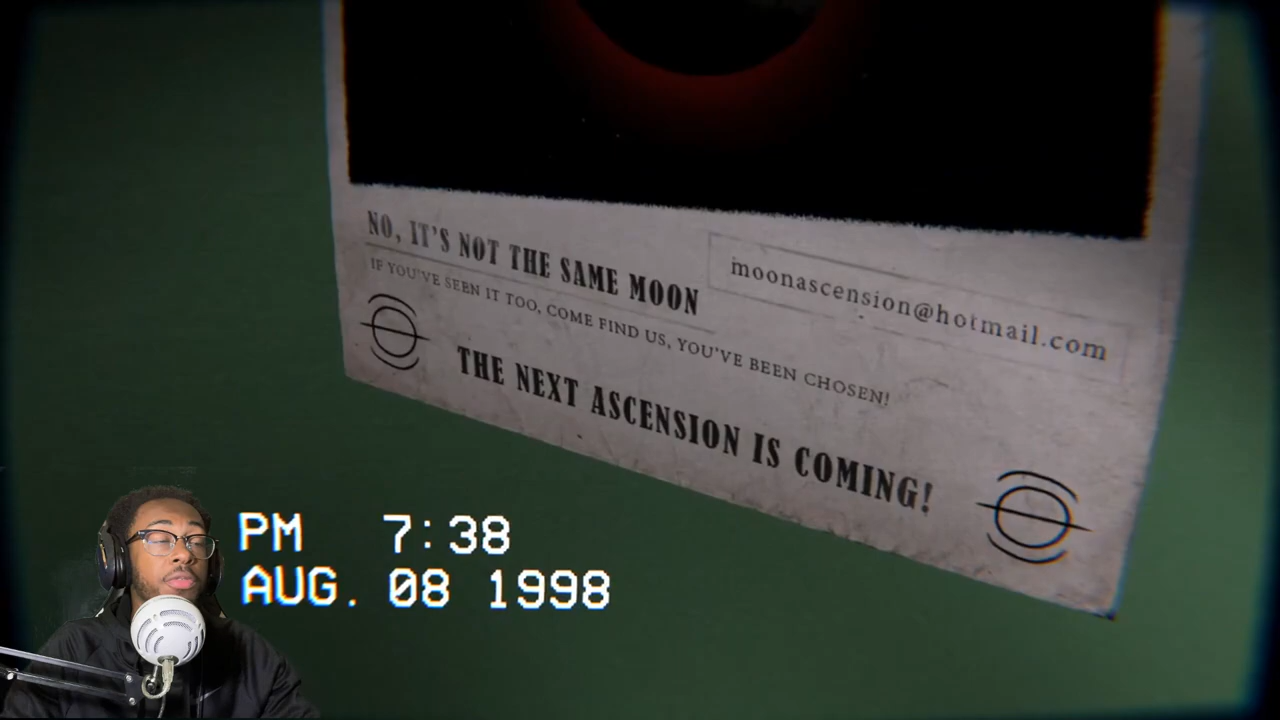 NO, IT'S NOT THE SAME MOON
moonascension@hotmail.com
IF YOU'VE SEEN IT TOO, COME FIND US, YOU'VE BEEN CHOSEN!
THE NEXT ASCENSION IS COMING!
PM 7:38
AUG. 08 1998